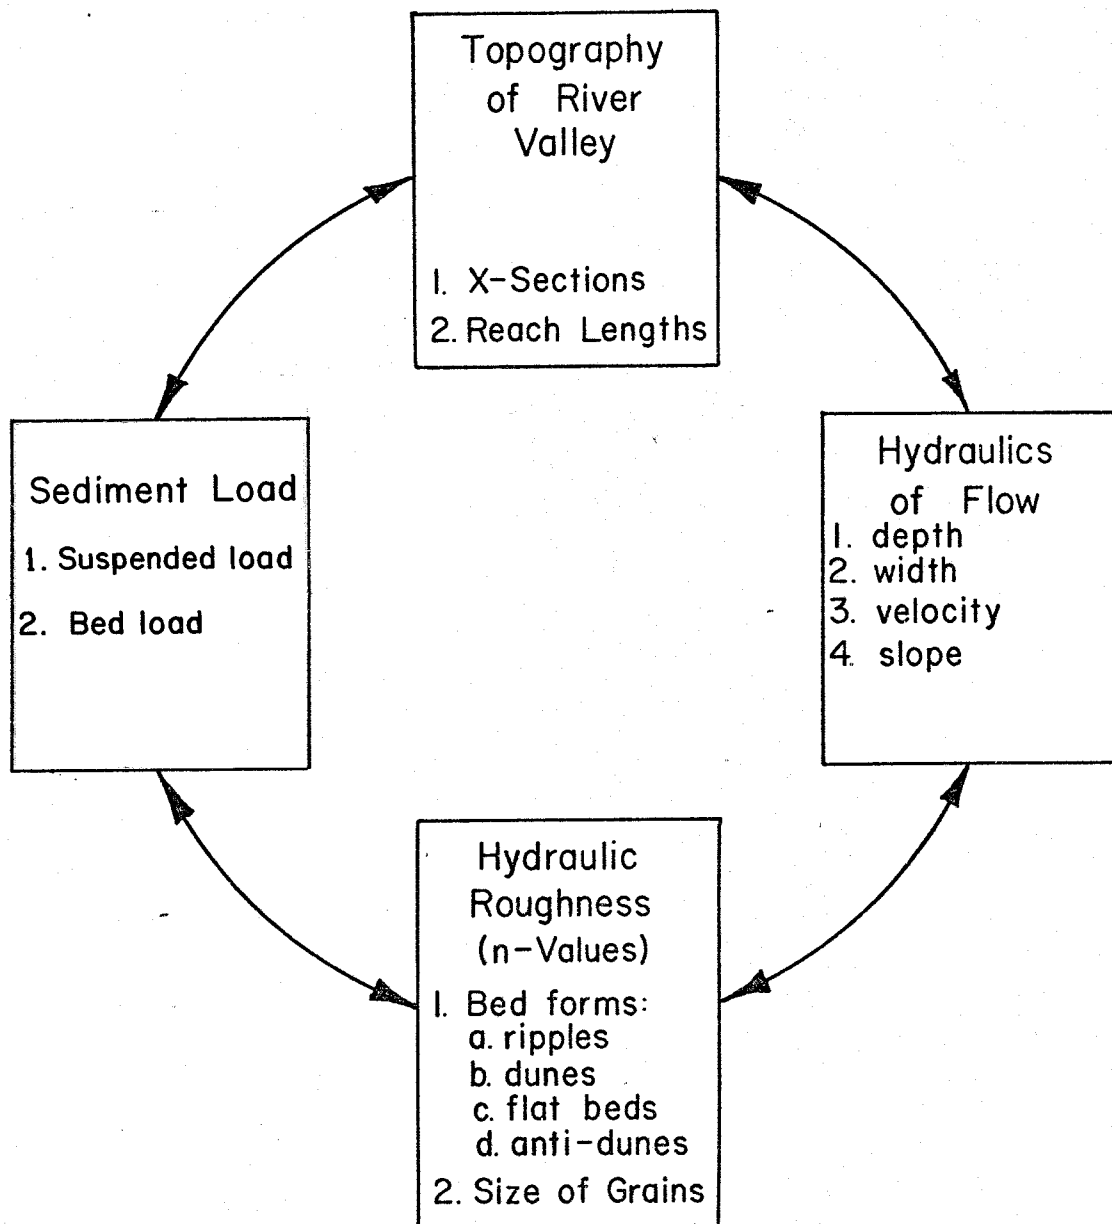 Topography
of River
Valley
1. X-Sections
2. Reach Lengths
Sediment Load
1. Suspended load
2. Bed load
Hydraulics
of Flow
1. depth
2. width
3. velocity
4. slope
Hydraulic
Roughness
(n-Values)
1. Bed forms:
a. ripples
b. dunes
c. flat beds
d. anti-dunes
2. Size of Grains